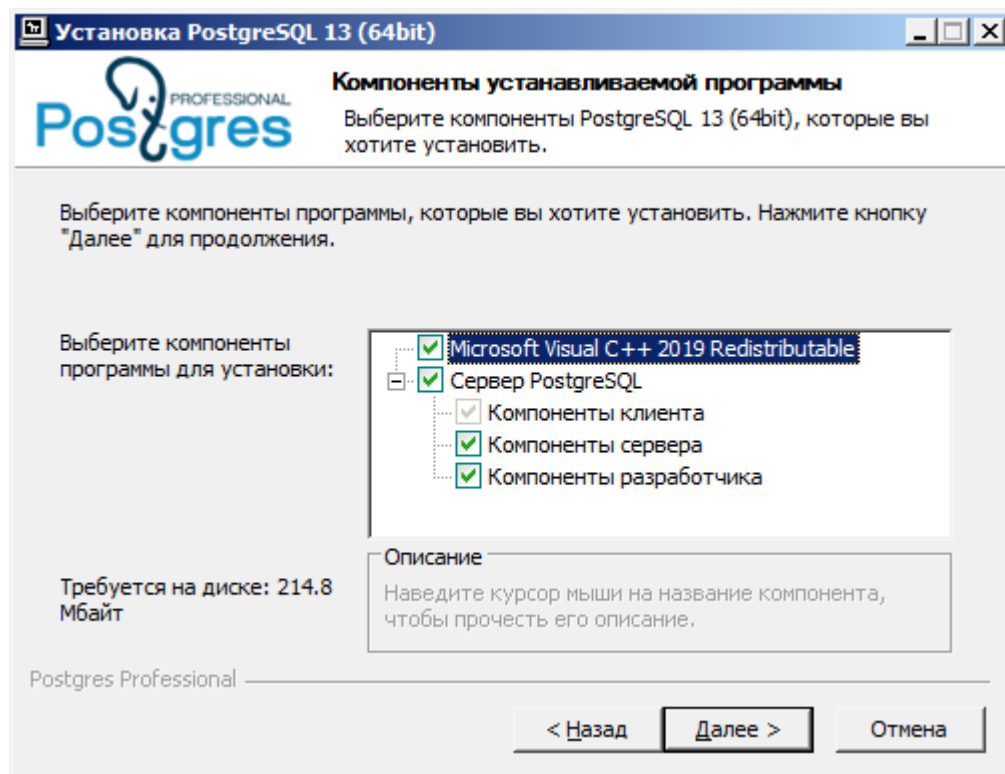 Установка PostgreSQL 13 (64bit)
PROFESSIONAL
Postgres
Компоненты устанавливаемой программы
Выберите компоненты PostgreSQL 13 (64bit), которые вы
хотите установить.
Выберите компоненты программы, которые вы хотите установить. Нажмите кнопку
"Далее" для продолжения.
Выберите компоненты
программы для установки:
Microsoft Visual C++ 2019 Redistributable
Сервер PostgreSQL
Компоненты клиента
Компоненты сервера
Компоненты разработчика
Требуется на диске: 214.8
Мбайт
Описание
Наведите курсор мыши на название компонента,
чтобы прочесть его описание.
Postgres Professional
< Назад
Далее >
Отмена